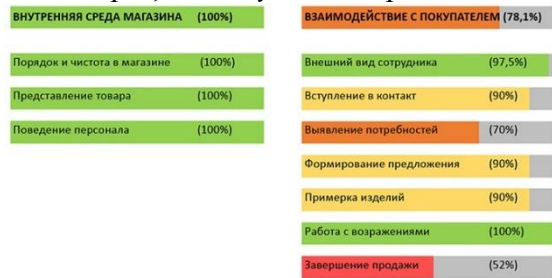 ВНУТРЕННЯЯ СРЕДА МАГАЗИНА (100%)
Порядок и чистота в магазине (100%)
Представление товара (100%)
Поведение персонала (100%)
ВЗАИМОДЕЙСТВИЕ С ПОКУПАТЕЛЕМ (78,1%)
Внешний вид сотрудника (97,5%)
Вступление в контакт (90%)
Выявление потребностей (70%)
Формирование предложения (90%)
Примерка изделий (90%)
Работа с возражениями (100%)
Завершение продажи (52%)